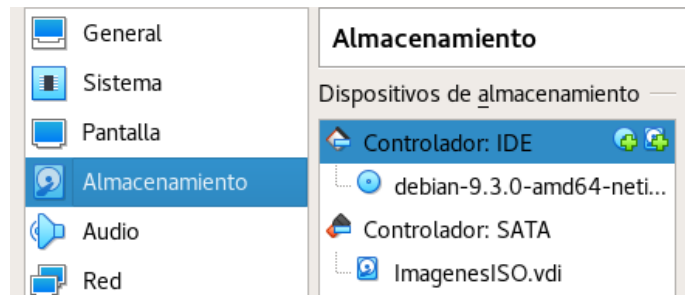 General
Sistema
Pantalla
Almacenamiento
Audio
Red
Almacenamiento
Dispositivos de almacenamiento
Controlador: IDE
debian-9.3.0-amd64-neti...
Controlador: SATA
ImagenesISO.vdi